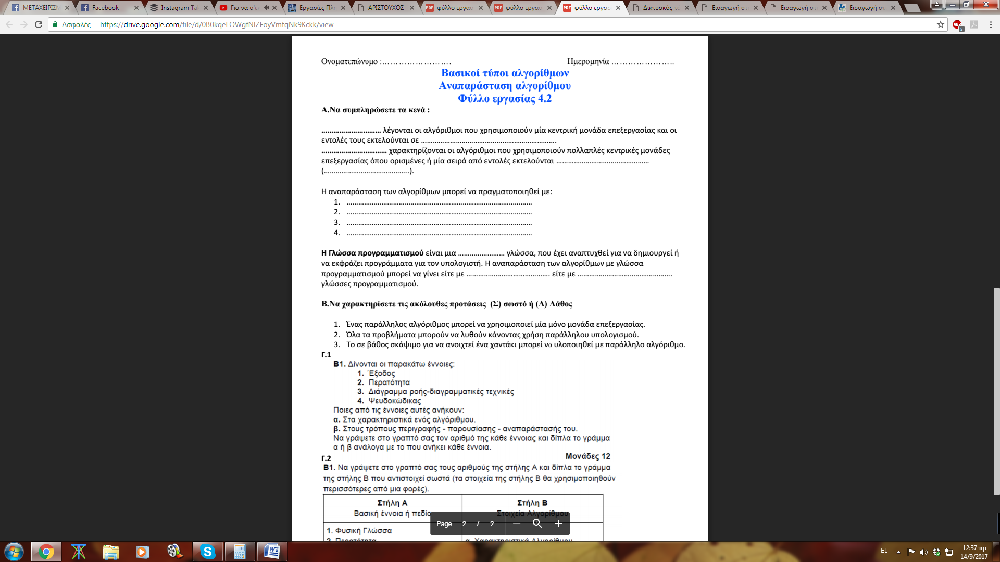 ΜΕΤΑΧΕΙΡΙΣΜ
Facebook
Instagram Tak
Για να σ'ε
Εργασίες Πλη
ΑΡΙΣΤΟΥΧΟΣ
φύλλο εργασ
φύλλο εργασ
φύλλο εργασ
Δικτυακός τό
Εισαγωγή στ
Εισαγωγή στ
Εισαγωγή στ
Ασφαλές
https://drive.google.com/file/d/0B0kqeEOWgfNlZFoyVmtqNk9Kckk/view
ABP
5
Ονοματεπώνυμο :……………………. Ημερομηνία …………………..
Βασικοί τύποι αλγορίθμων
Αναπαράσταση αλγορίθμου
Φύλλο εργασίας 4.2
Α.Να συμπληρώσετε τα κενά :
………………………… λέγονται οι αλγόριθμοι που χρησιμοποιούν μία κεντρική μονάδα επεξεργασίας και οι
εντολές τους εκτελούνται σε …………………………………………………………….
…………………………… χαρακτηρίζονται οι αλγόριθμοι που χρησιμοποιούν πολλαπλές κεντρικές μονάδες
επεξεργασίας όπου ορισμένες ή μία σειρά από εντολές εκτελούνται …………………………………………
(……………………………………..).
Η αναπαράσταση των αλγορίθμων μπορεί να πραγματοποιηθεί με:
1. ……………………………………………………………………………………
2. ……………………………………………………………………………………
3. ……………………………………………………………………………………
4. ……………………………………………………………………………………
Η Γλώσσα προγραμματισμού είναι μια …………………… γλώσσα, που έχει αναπτυχθεί για να δημιουργεί ή
να εκφράζει προγράμματα για τον υπολογιστή. Η αναπαράσταση των αλγορίθμων με γλώσσα
προγραμματισμού μπορεί να γίνει είτε με ……………………………………. είτε με ………………………………………….
γλώσσες προγραμματισμού.
Β.Να χαρακτηρίσετε τις ακόλουθες προτάσεις (Σ) σωστό ή (Λ) Λάθος
1. Ένας παράλληλος αλγόριθμος μπορεί να χρησιμοποιεί μία μόνο μονάδα επεξεργασίας.
2. Όλα τα προβλήματα μπορούν να λυθούν κάνοντας χρήση παράλληλου υπολογισμού.
3. Το σε βάθος σκάψιμο για να ανοιχτεί ένα χαντάκι μπορεί να υλοποιηθεί με παράλληλο αλγόριθμο.
Γ.1
Β1. Δίνονται οι παρακάτω έννοιες:
1. Έξοδος
2. Περατότητα
3. Διάγραμμα ροής-διαγραμματικές τεχνικές
4. Ψευδοκώδικας
Ποιες από τις έννοιες αυτές ανήκουν:
α. Στα χαρακτηριστικά ενός αλγόριθμου.
β. Στους τρόπους περιγραφής - παρουσίασης - αναπαράστασής του.
Να γράψετε στο γραπτό σας τον αριθμό της κάθε έννοιας και δίπλα το γράμμα
α ή β ανάλογα με το που ανήκει κάθε έννοια.
Μονάδες 12
Γ.2
Β1. Να γράψετε στο γραπτό σας τους αριθμούς της στήλης Α και δίπλα το γράμμα
της στήλης Β που αντιστοιχεί σωστά (τα στοιχεία της στήλης Β θα χρησιμοποιηθούν
περισσότερες από μια φορές).
Στήλη Α Στήλη Β
Βασική έννοια ή πεδίο Στοιχεία Αλγορίθμου
Page 2 / 2
1. Φυσική Γλώσσα
2. Περατότητα α. Χαρακτηριστικά Αλγορίθμου
EL
12:37 πμ
14/9/2017